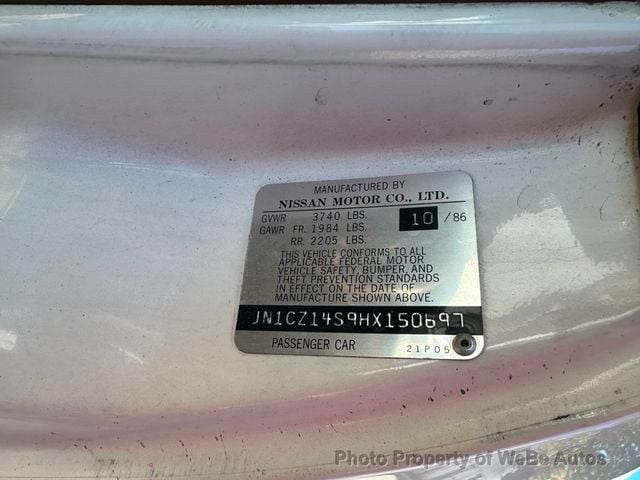 MANUFACTURED BY
NISSAN MOTOR CO., LTD.
GVWR 3740 LBS. 10 /86
GAWR FR. 1984 LBS.
RR. 2205 LBS.
THIS VEHICLE CONFORMS TO ALL
APPLICABLE FEDERAL MOTOR
VEHICLE SAFETY, BUMPER, AND
THEFT PREVENTION STANDARDS
IN EFFECT ON THE DATE OF
MANUFACTURE SHOWN ABOVE.
JN1CZ14S9HX150697
PASSENGER CAR 21P05
Photo Property of WeBe Autos